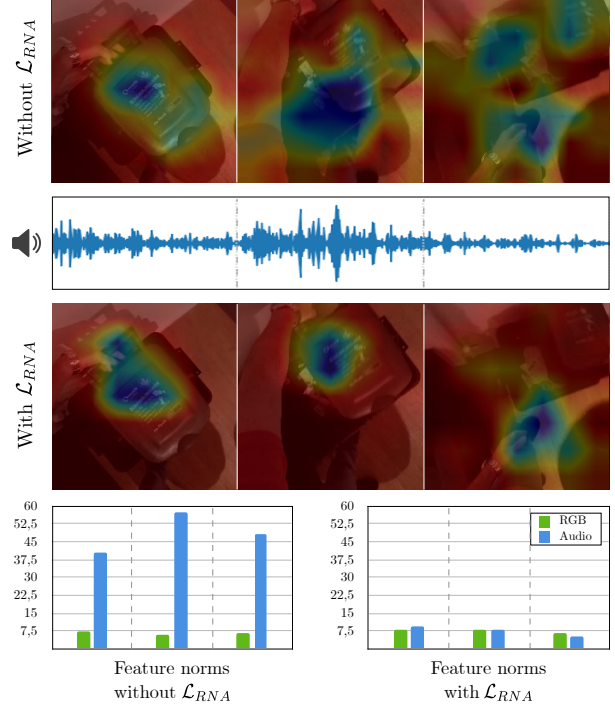 Without ℒ_RNA
With ℒ_RNA
60
52,5
45
37,5
30
22,5
15
7,5
Feature norms
without ℒ_RNA
60
52,5
45
37,5
30
22,5
15
7,5
RGB
Audio
Feature norms
with ℒ_RNA